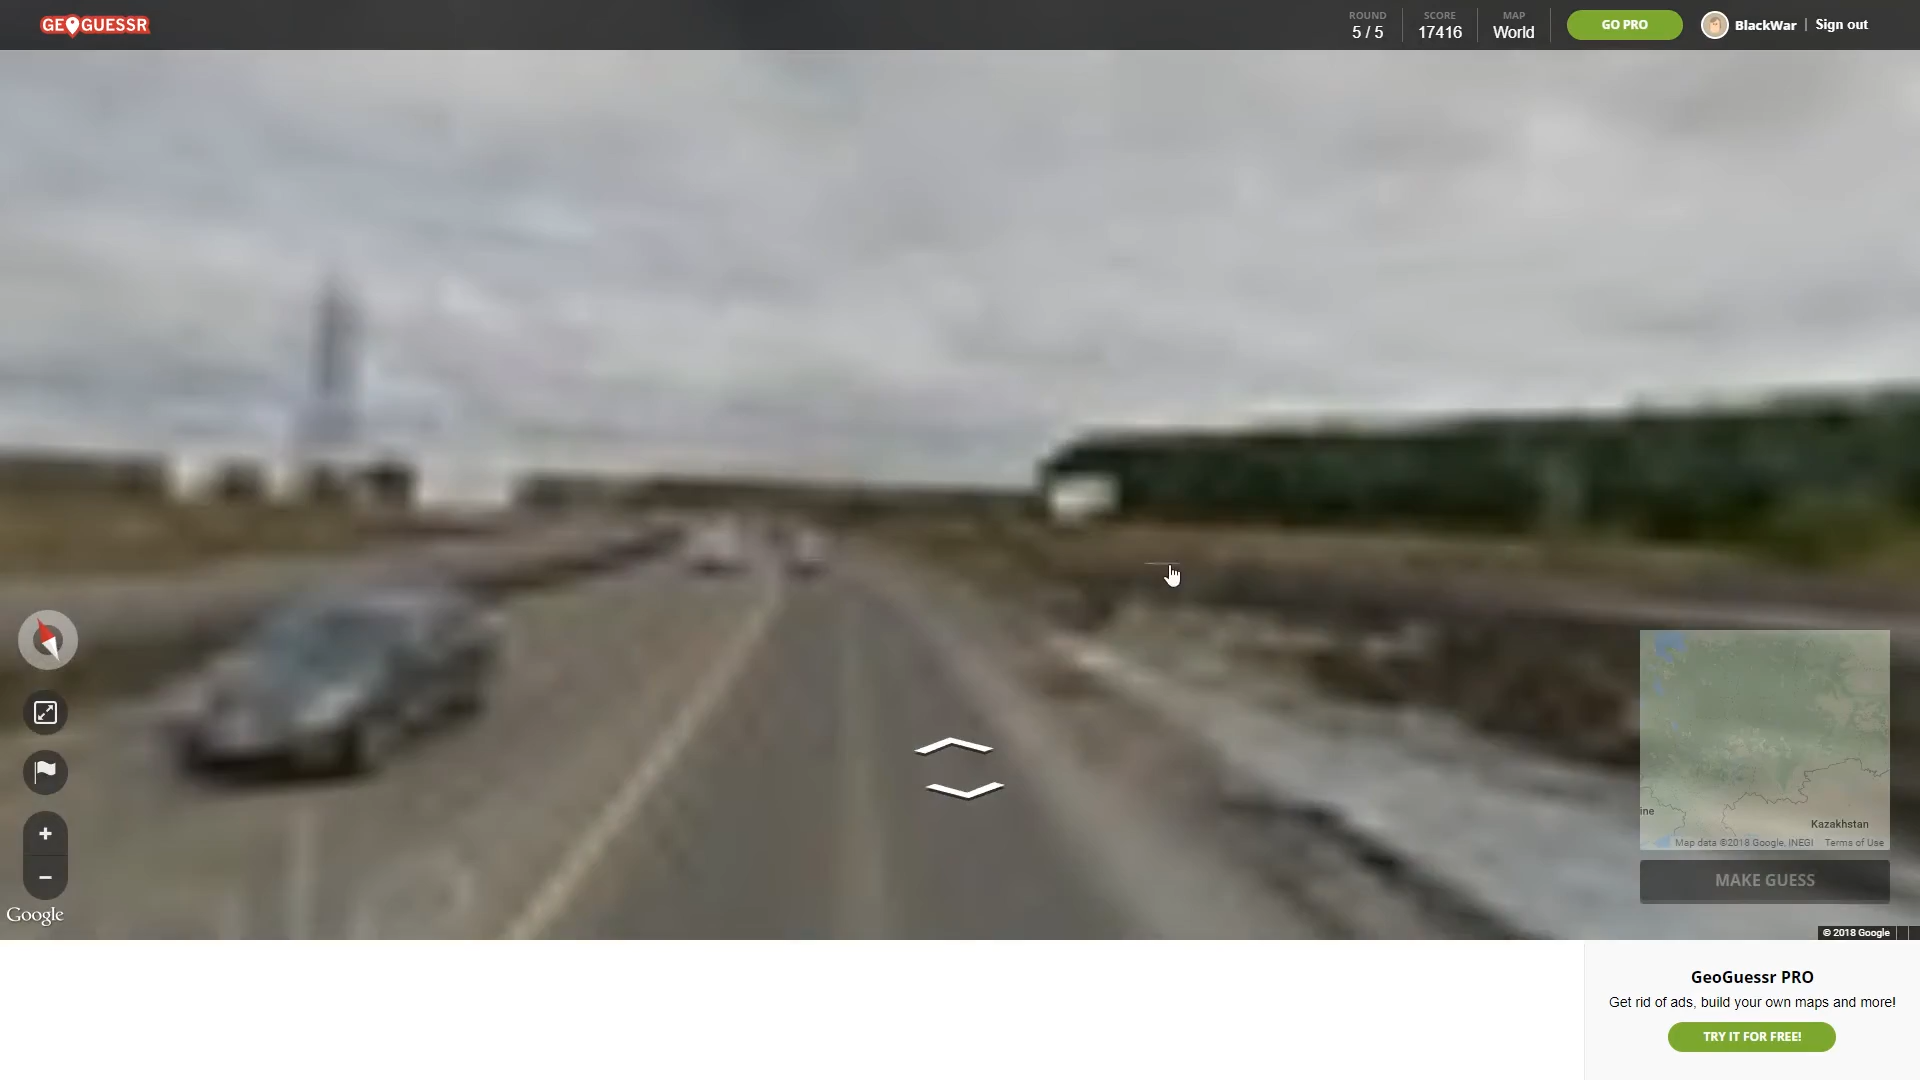 GEOGUESSR
ROUND
5 / 5
SCORE
17416
MAP
World
GO PRO
BlackWar | Sign out
ine
Kazakhstan
Map data ©2018 Google, INEGI Terms of Use
MAKE GUESS
Google
© 2018 Google
GeoGuessr PRO
Get rid of ads, build your own maps and more!
TRY IT FOR FREE!